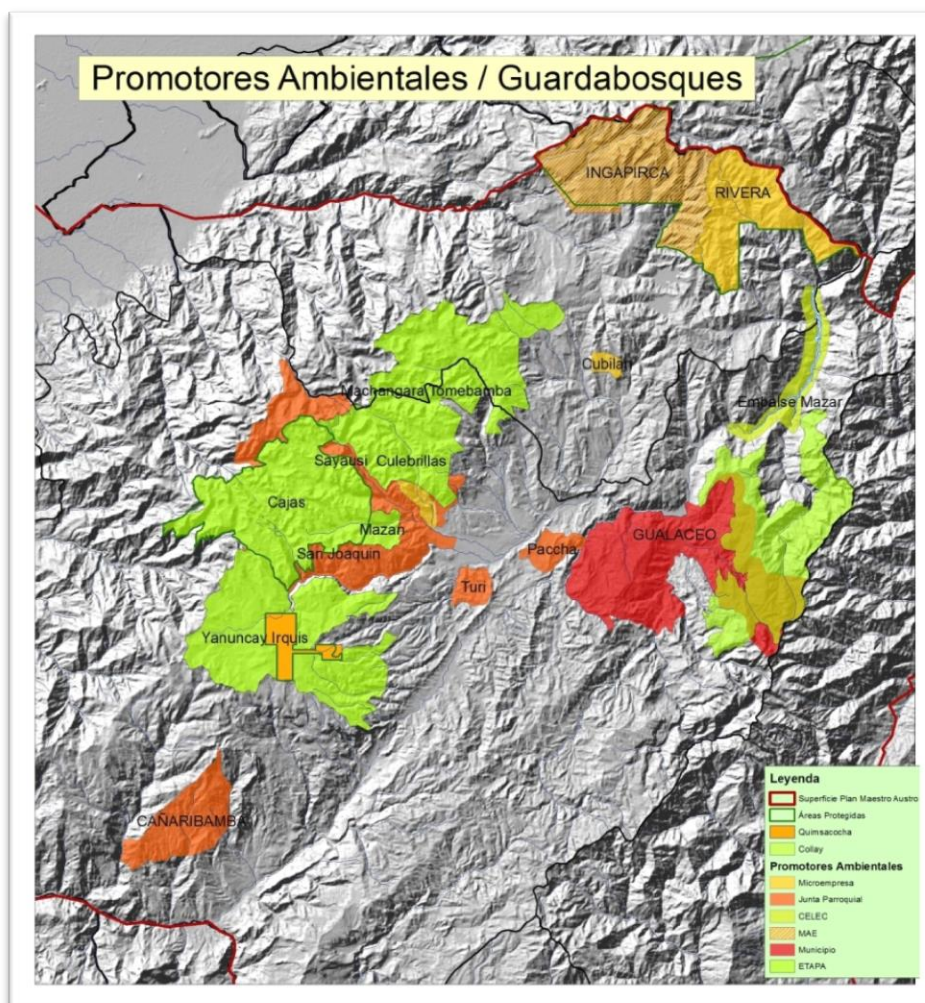 Promotores Ambientales / Guardabosques
INGAPIRCA
RIVERA
Cubilan
Machangara Tomebamba
Embalse Mazar
Sayausi Culebrillas
Cajas
Mazan
GUALACEO
San Joaquin
Paccha
Turi
Yanuncay Irquis
CAÑARIBAMBA
Leyenda
Superficie Plan Maestro Austro
Áreas Protegidas
Quimsacocha
Collay
Promotores Ambientales
Microempresa
Junta Parroquial
CELEC
MAE
Municipio
ETAPA